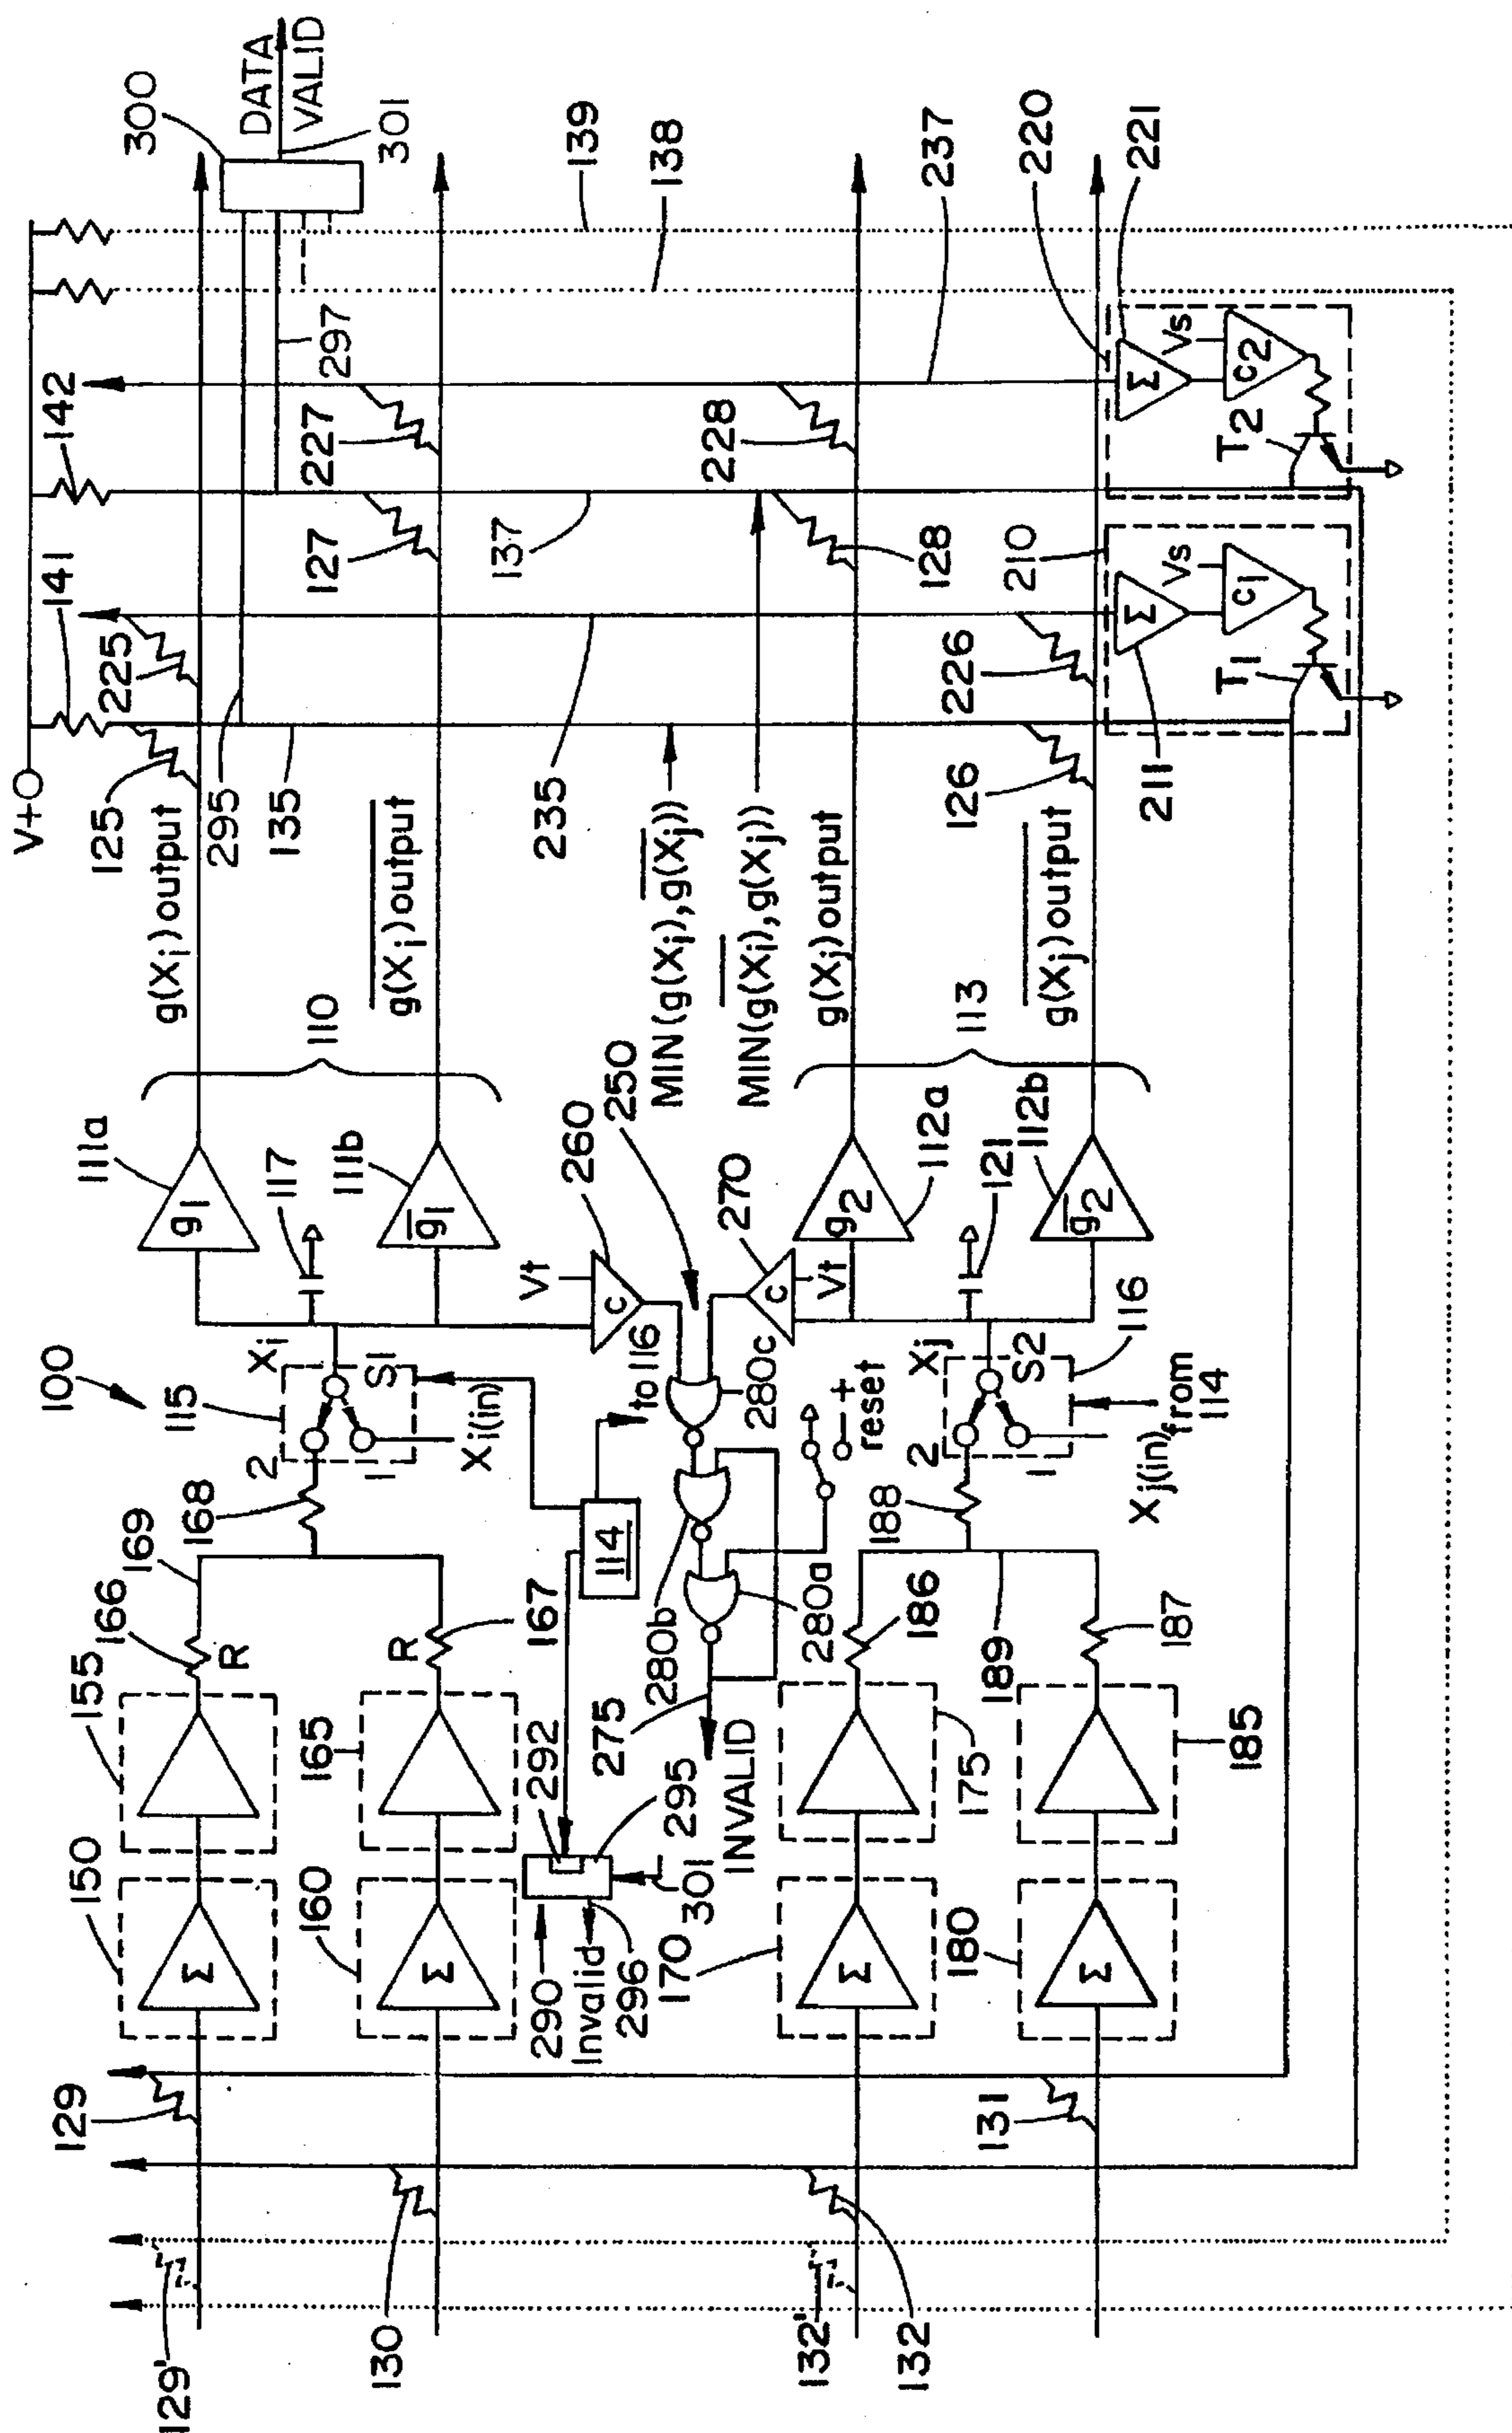 V+O
141
142
300
DATA
VALID
301
125
225
g(Xi) output
295
135
127
227
297
139
138
137
g(Xi) output
235
MIN(g(Xi),g(Xj))
MIN(g(Xi),g(Xj))
228
237
128
g(Xj) output
126
226
210
220
221
g(Xj) output
211
Σ
Vs
C1
T1
Σ
Vs
C2
T2
100
111a
g1
110
117
111b
g1
115
Xi
S1
2
1
Xi(in)
Vt
260
C
250
to 116
280c
270
C
Vt
g2
112a
113
121
112b
g2
Xj
S2
116
2
1
Xj(in)
from
114
+
reset
168
169
166
R
155
150
Σ
R
167
165
160
Σ
114
280b
280a
275
INVALID
292
295
301
290
Invalid
296
188
186
189
187
175
170
Σ
185
180
Σ
129
131
129'
130
132'
132